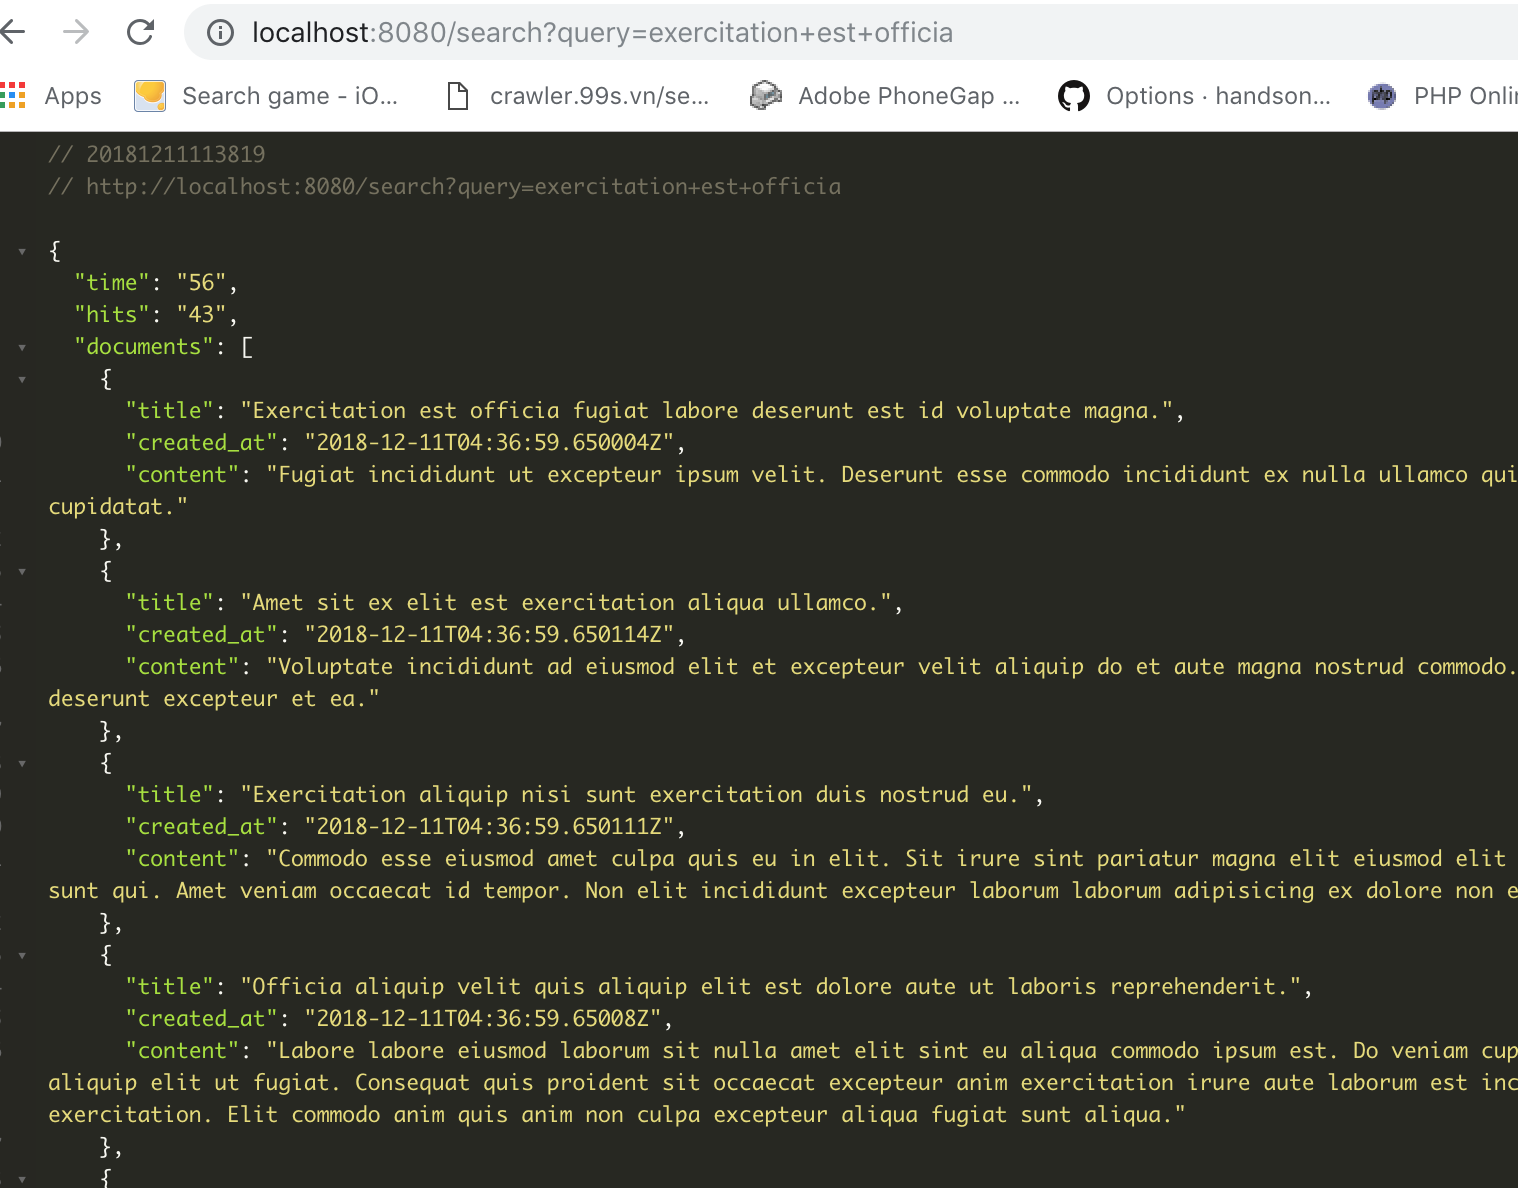 localhost:8080/search?query=exercitation+est+officia
Apps Search game - iO... crawler.99s.vn/se... Adobe PhoneGap ... Options · handson... php PHP Onli
// 20181211113819
// http://localhost:8080/search?query=exercitation+est+officia
{
"time": "56",
"hits": "43",
"documents": [
{
"title": "Exercitation est officia fugiat labore deserunt est id voluptate magna.",
"created_at": "2018-12-11T04:36:59.650004Z",
"content": "Fugiat incididunt ut excepteur ipsum velit. Deserunt esse commodo incididunt ex nulla ullamco qui
cupidatat."
},
{
"title": "Amet sit ex elit est exercitation aliqua ullamco.",
"created_at": "2018-12-11T04:36:59.650114Z",
"content": "Voluptate incididunt ad eiusmod elit et excepteur velit aliquip do et aute magna nostrud commodo.
deserunt excepteur et ea."
},
{
"title": "Exercitation aliquip nisi sunt exercitation duis nostrud eu.",
"created_at": "2018-12-11T04:36:59.650111Z",
"content": "Commodo esse eiusmod amet culpa quis eu in elit. Sit irure sint pariatur magna elit eiusmod elit
sunt qui. Amet veniam occaecat id tempor. Non elit incididunt excepteur laborum laborum adipisicing ex dolore non
},
{
"title": "Officia aliquip velit quis aliquip elit est dolore aute ut laboris reprehenderit.",
"created_at": "2018-12-11T04:36:59.65008Z",
"content": "Labore labore eiusmod laborum sit nulla amet elit sint eu aliqua commodo ipsum est. Do veniam cup
aliquip elit ut fugiat. Consequat quis proident sit occaecat excepteur anim exercitation irure aute laborum est inc
exercitation. Elit commodo anim quis anim non culpa excepteur aliqua fugiat sunt aliqua."
},
{